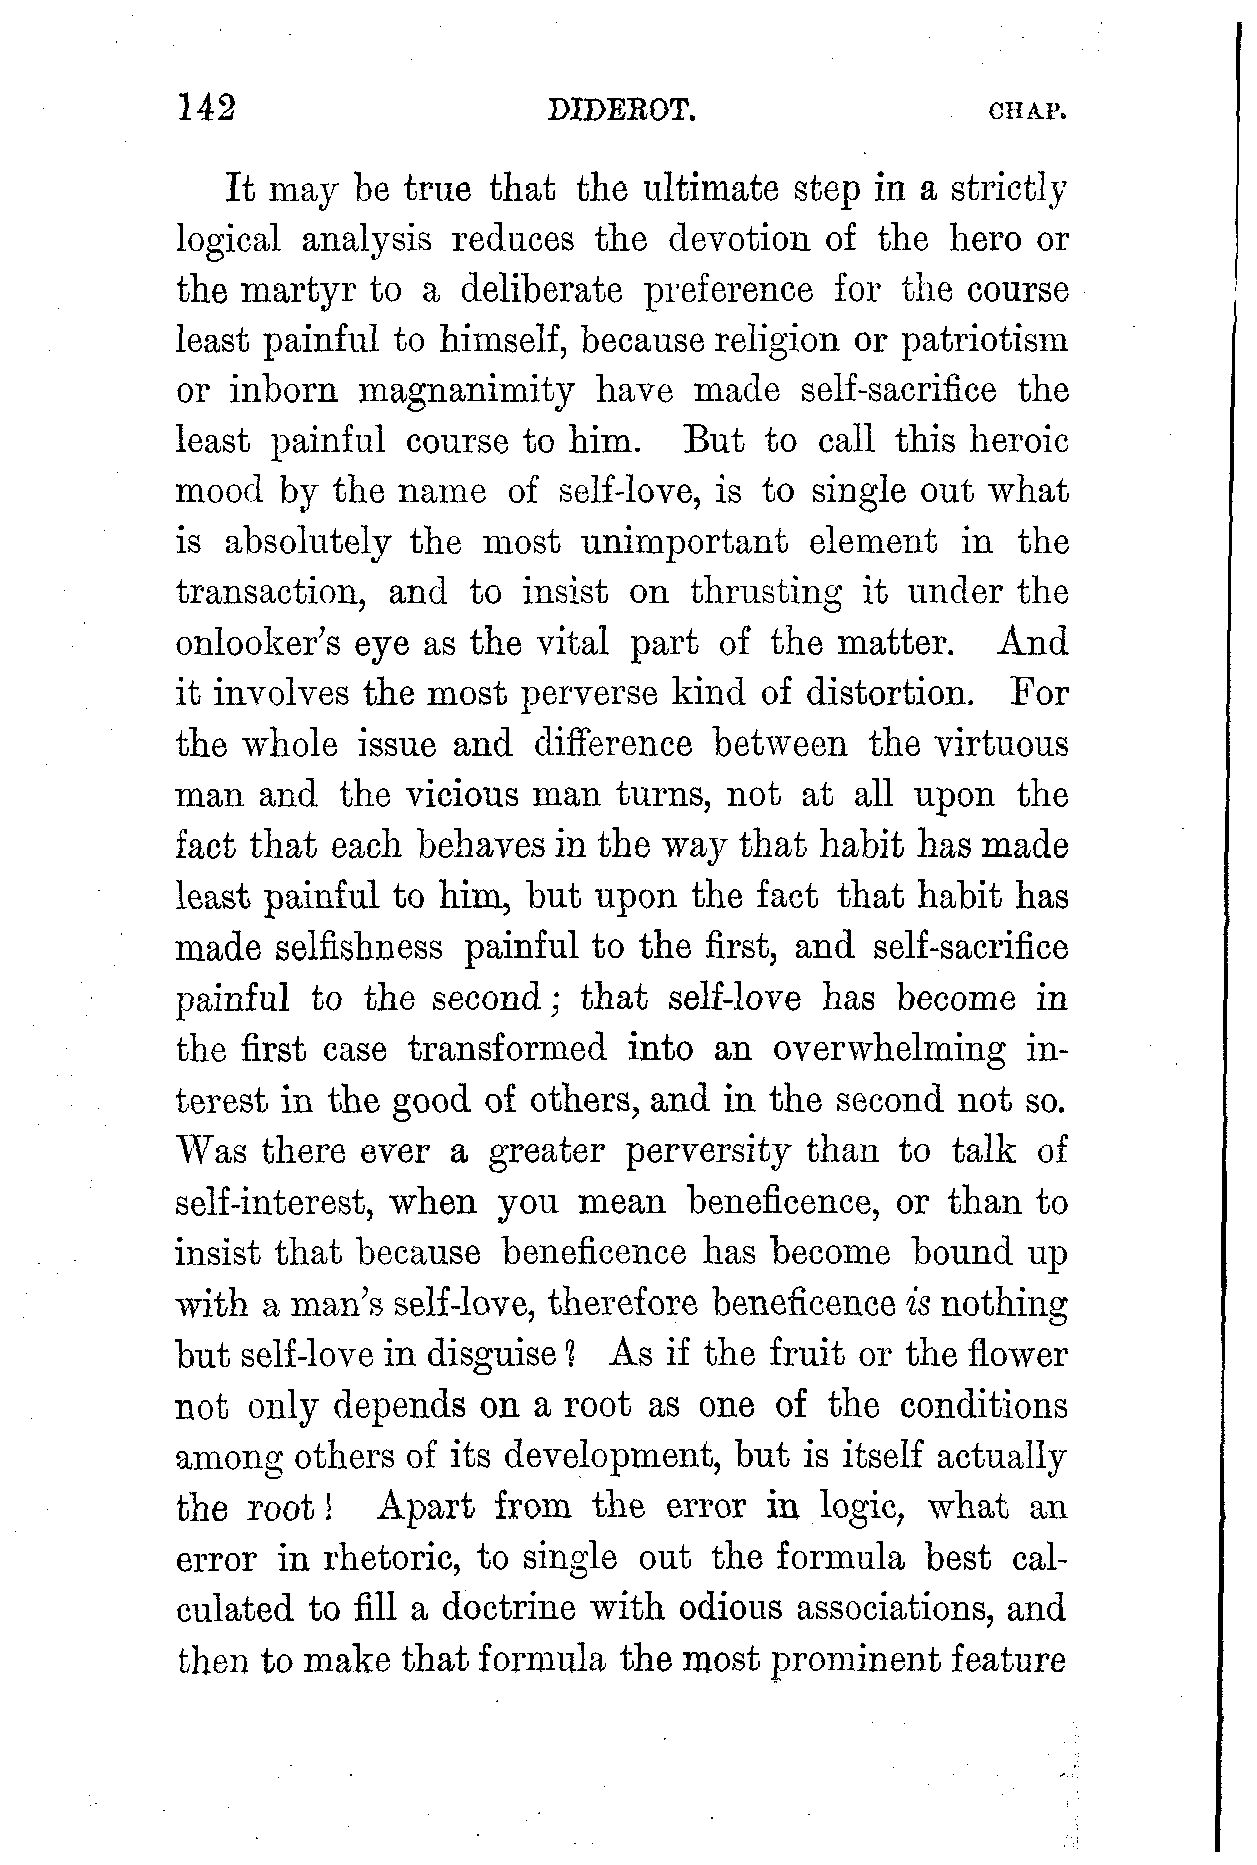 142 DIDEROT. CHAP.
It may be true that the ultimate step in a strictly
logical analysis reduces the devotion of the hero or
the martyr to a deliberate preference for the course
least painful to himself, because religion or patriotism
or inborn magnanimity have made self-sacrifice the
least painful course to him. But to call this heroic
mood by the name of self-love, is to single out what
is absolutely the most unimportant element in the
transaction, and to insist on thrusting it under the
onlooker's eye as the vital part of the matter. And
it involves the most perverse kind of distortion. For
the whole issue and difference between the virtuous
man and the vicious man turns, not at all upon the
fact that each behaves in the way that habit has made
least painful to him, but upon the fact that habit has
made selfishness painful to the first, and self-sacrifice
painful to the second; that self-love has become in
the first case transformed into an overwhelming in-
terest in the good of others, and in the second not so.
Was there ever a greater perversity than to talk of
self-interest, when you mean beneficence, or than to
insist that because beneficence has become bound up
with a man's self-love, therefore beneficence is nothing
but self-love in disguise? As if the fruit or the flower
not only depends on a root as one of the conditions
among others of its development, but is itself actually
the root! Apart from the error in logic, what an
error in rhetoric, to single out the formula best cal-
culated to fill a doctrine with odious associations, and
then to make that formula the most prominent feature